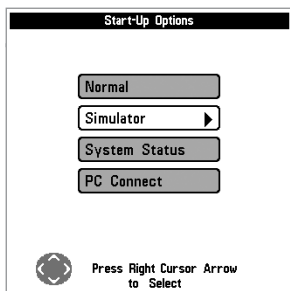 Start-Up Options
Normal
Simulator
System Status
PC Connect
Press Right Cursor Arrow
to Select